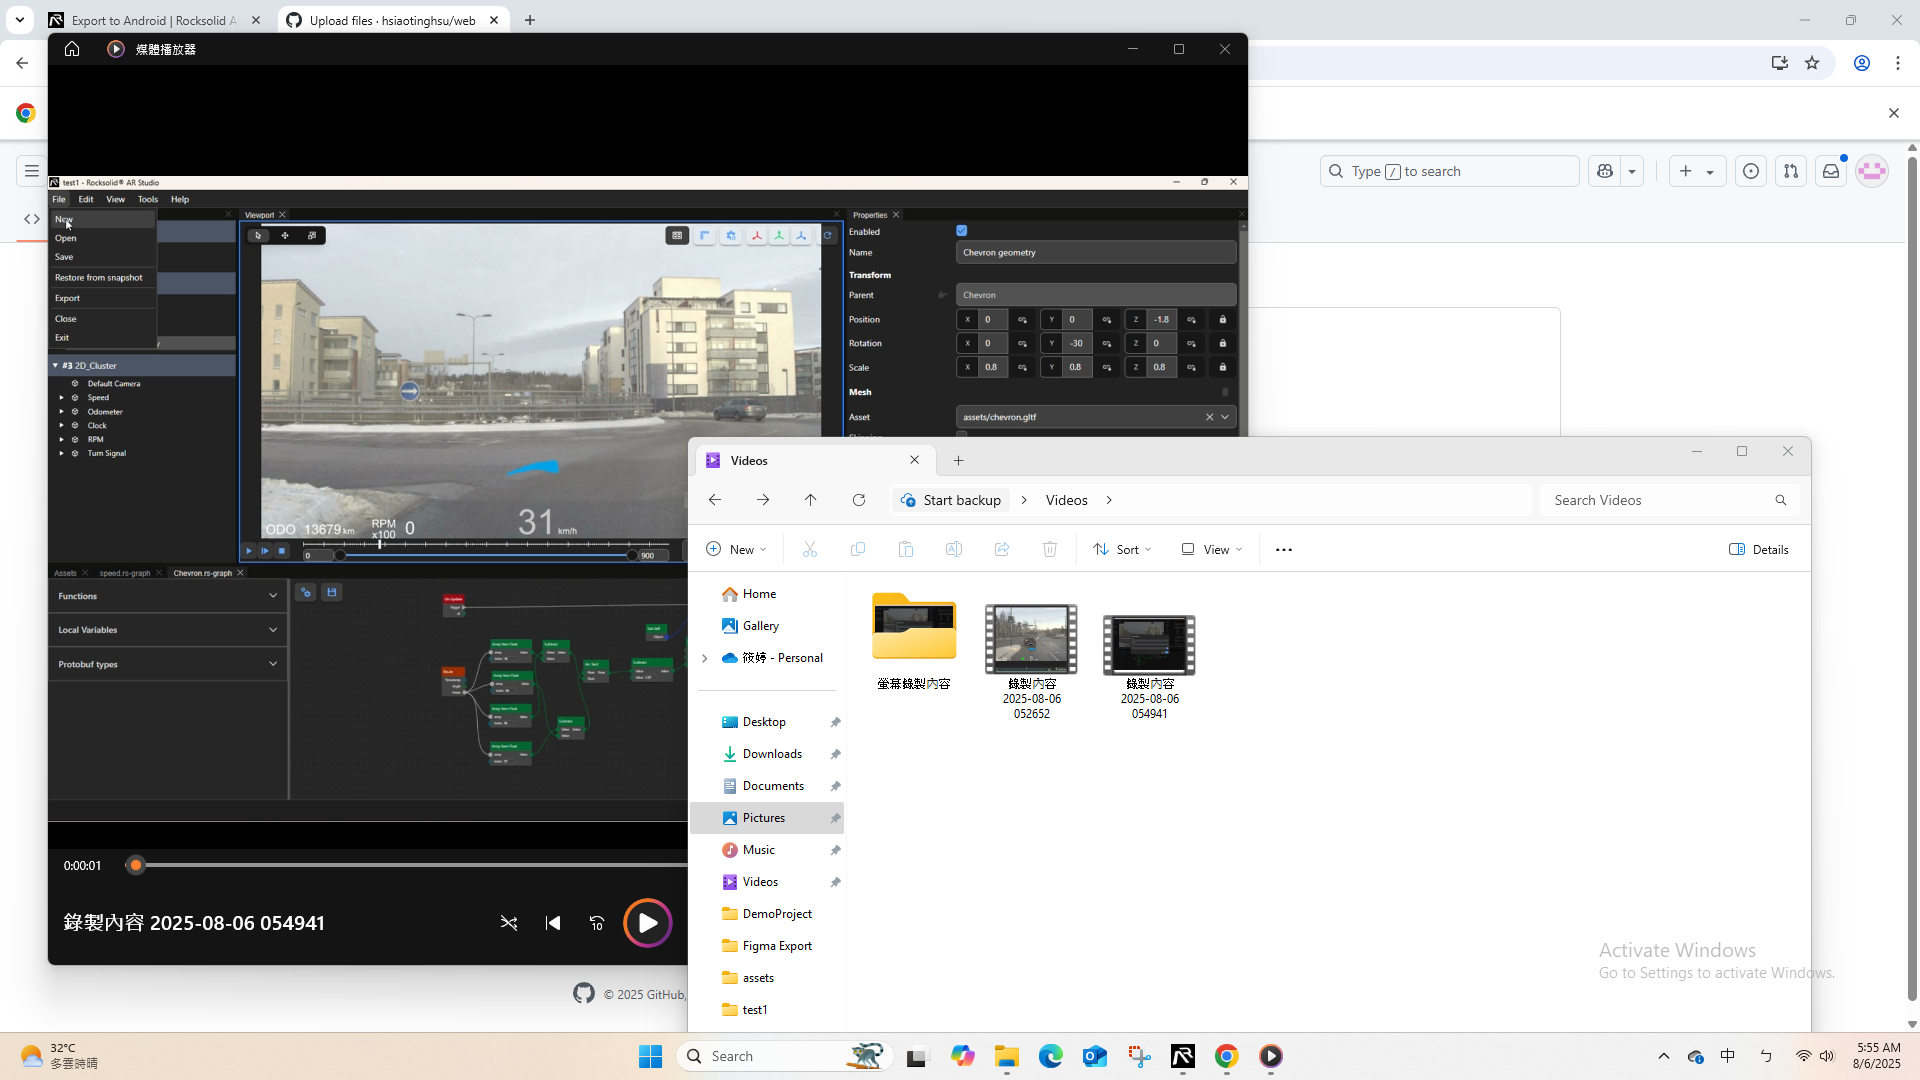 Export to Android | Rocksolid A
Upload files · hsiaotinghsu/web
媒體播放器
Type / to search
test1 - Rocksolid® AR Studio
File Edit View Tools Help
New
Open
Save
Restore from snapshot
Export
Close
Exit
#3 2D_Cluster
Default Camera
Speed
Odometer
Clock
RPM
Turn Signal
Viewport
ODO 13679 km
RPM x100 0
31 km/h
0
900
Properties
Enabled
Name Chevron geometry
Transform
Parent Chevron
Position X 0 Y 0 Z -1.8
Rotation X 0 Y -30 Z 0
Scale X 0.8 Y 0.8 Z 0.8
Mesh
Asset assets/chevron.gltf
Assets speed.rs-graph Chevron.rs-graph
Functions
Local Variables
Protobuf types
0:00:01
錄製內容 2025-08-06 054941
10
Videos
Start backup
Videos
Search Videos
New
Sort
View
Details
Home
Gallery
筱婷 - Personal
Desktop
Downloads
Documents
Pictures
Music
Videos
DemoProject
Figma Export
assets
test1
螢幕錄製內容
錄製內容
2025-08-06
052652
錄製內容
2025-08-06
054941
Activate Windows
Go to Settings to activate Windows.
© 2025 GitHub,
32°C
多雲時晴
Search
中
5:55 AM
8/6/2025